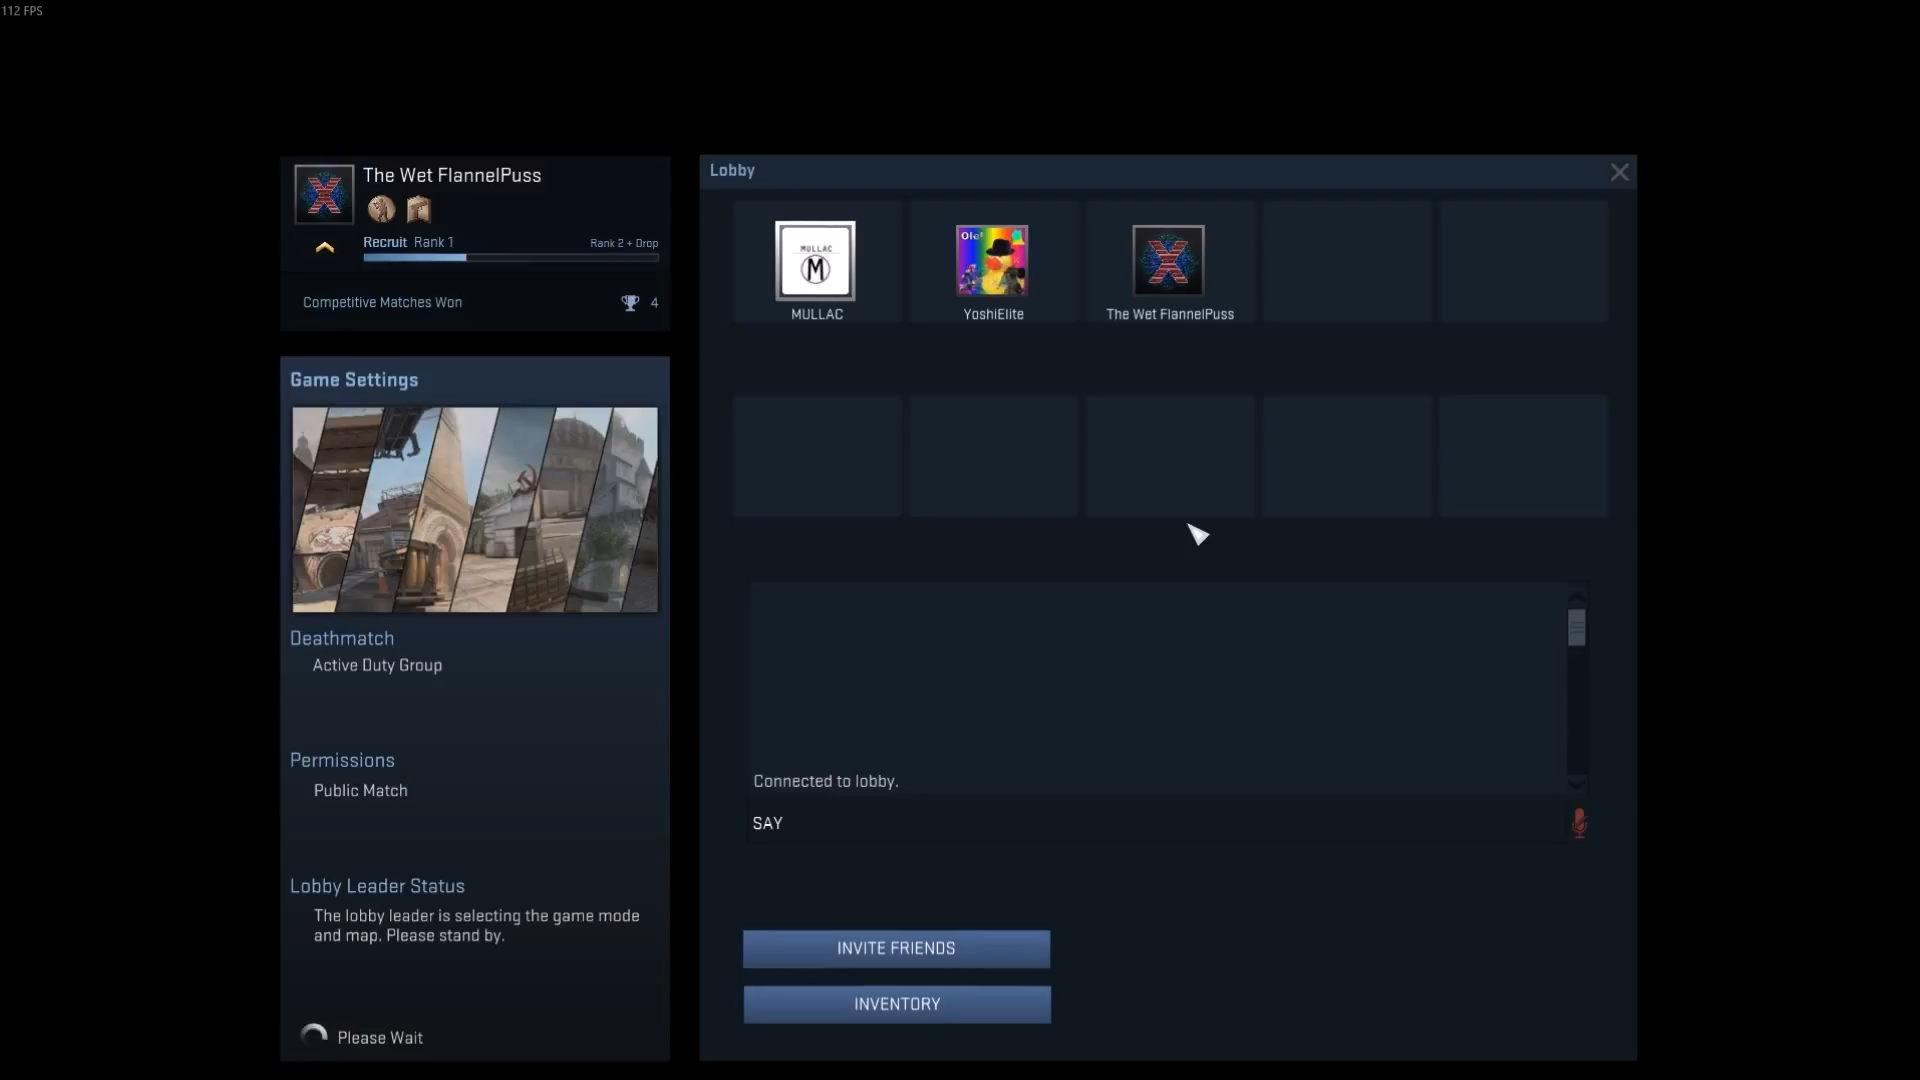 112 FPS
The Wet FlannelPuss
Recruit Rank 1
Rank 2 + Drop
Competitive Matches Won
4
Game Settings
Deathmatch
Active Duty Group
Permissions
Public Match
Lobby Leader Status
The lobby leader is selecting the game mode
and map. Please stand by.
Please Wait
Lobby
MULLAC
M
MULLAC
Ole!
YoshiElite
The Wet FlannelPuss
Connected to lobby.
SAY
INVITE FRIENDS
INVENTORY